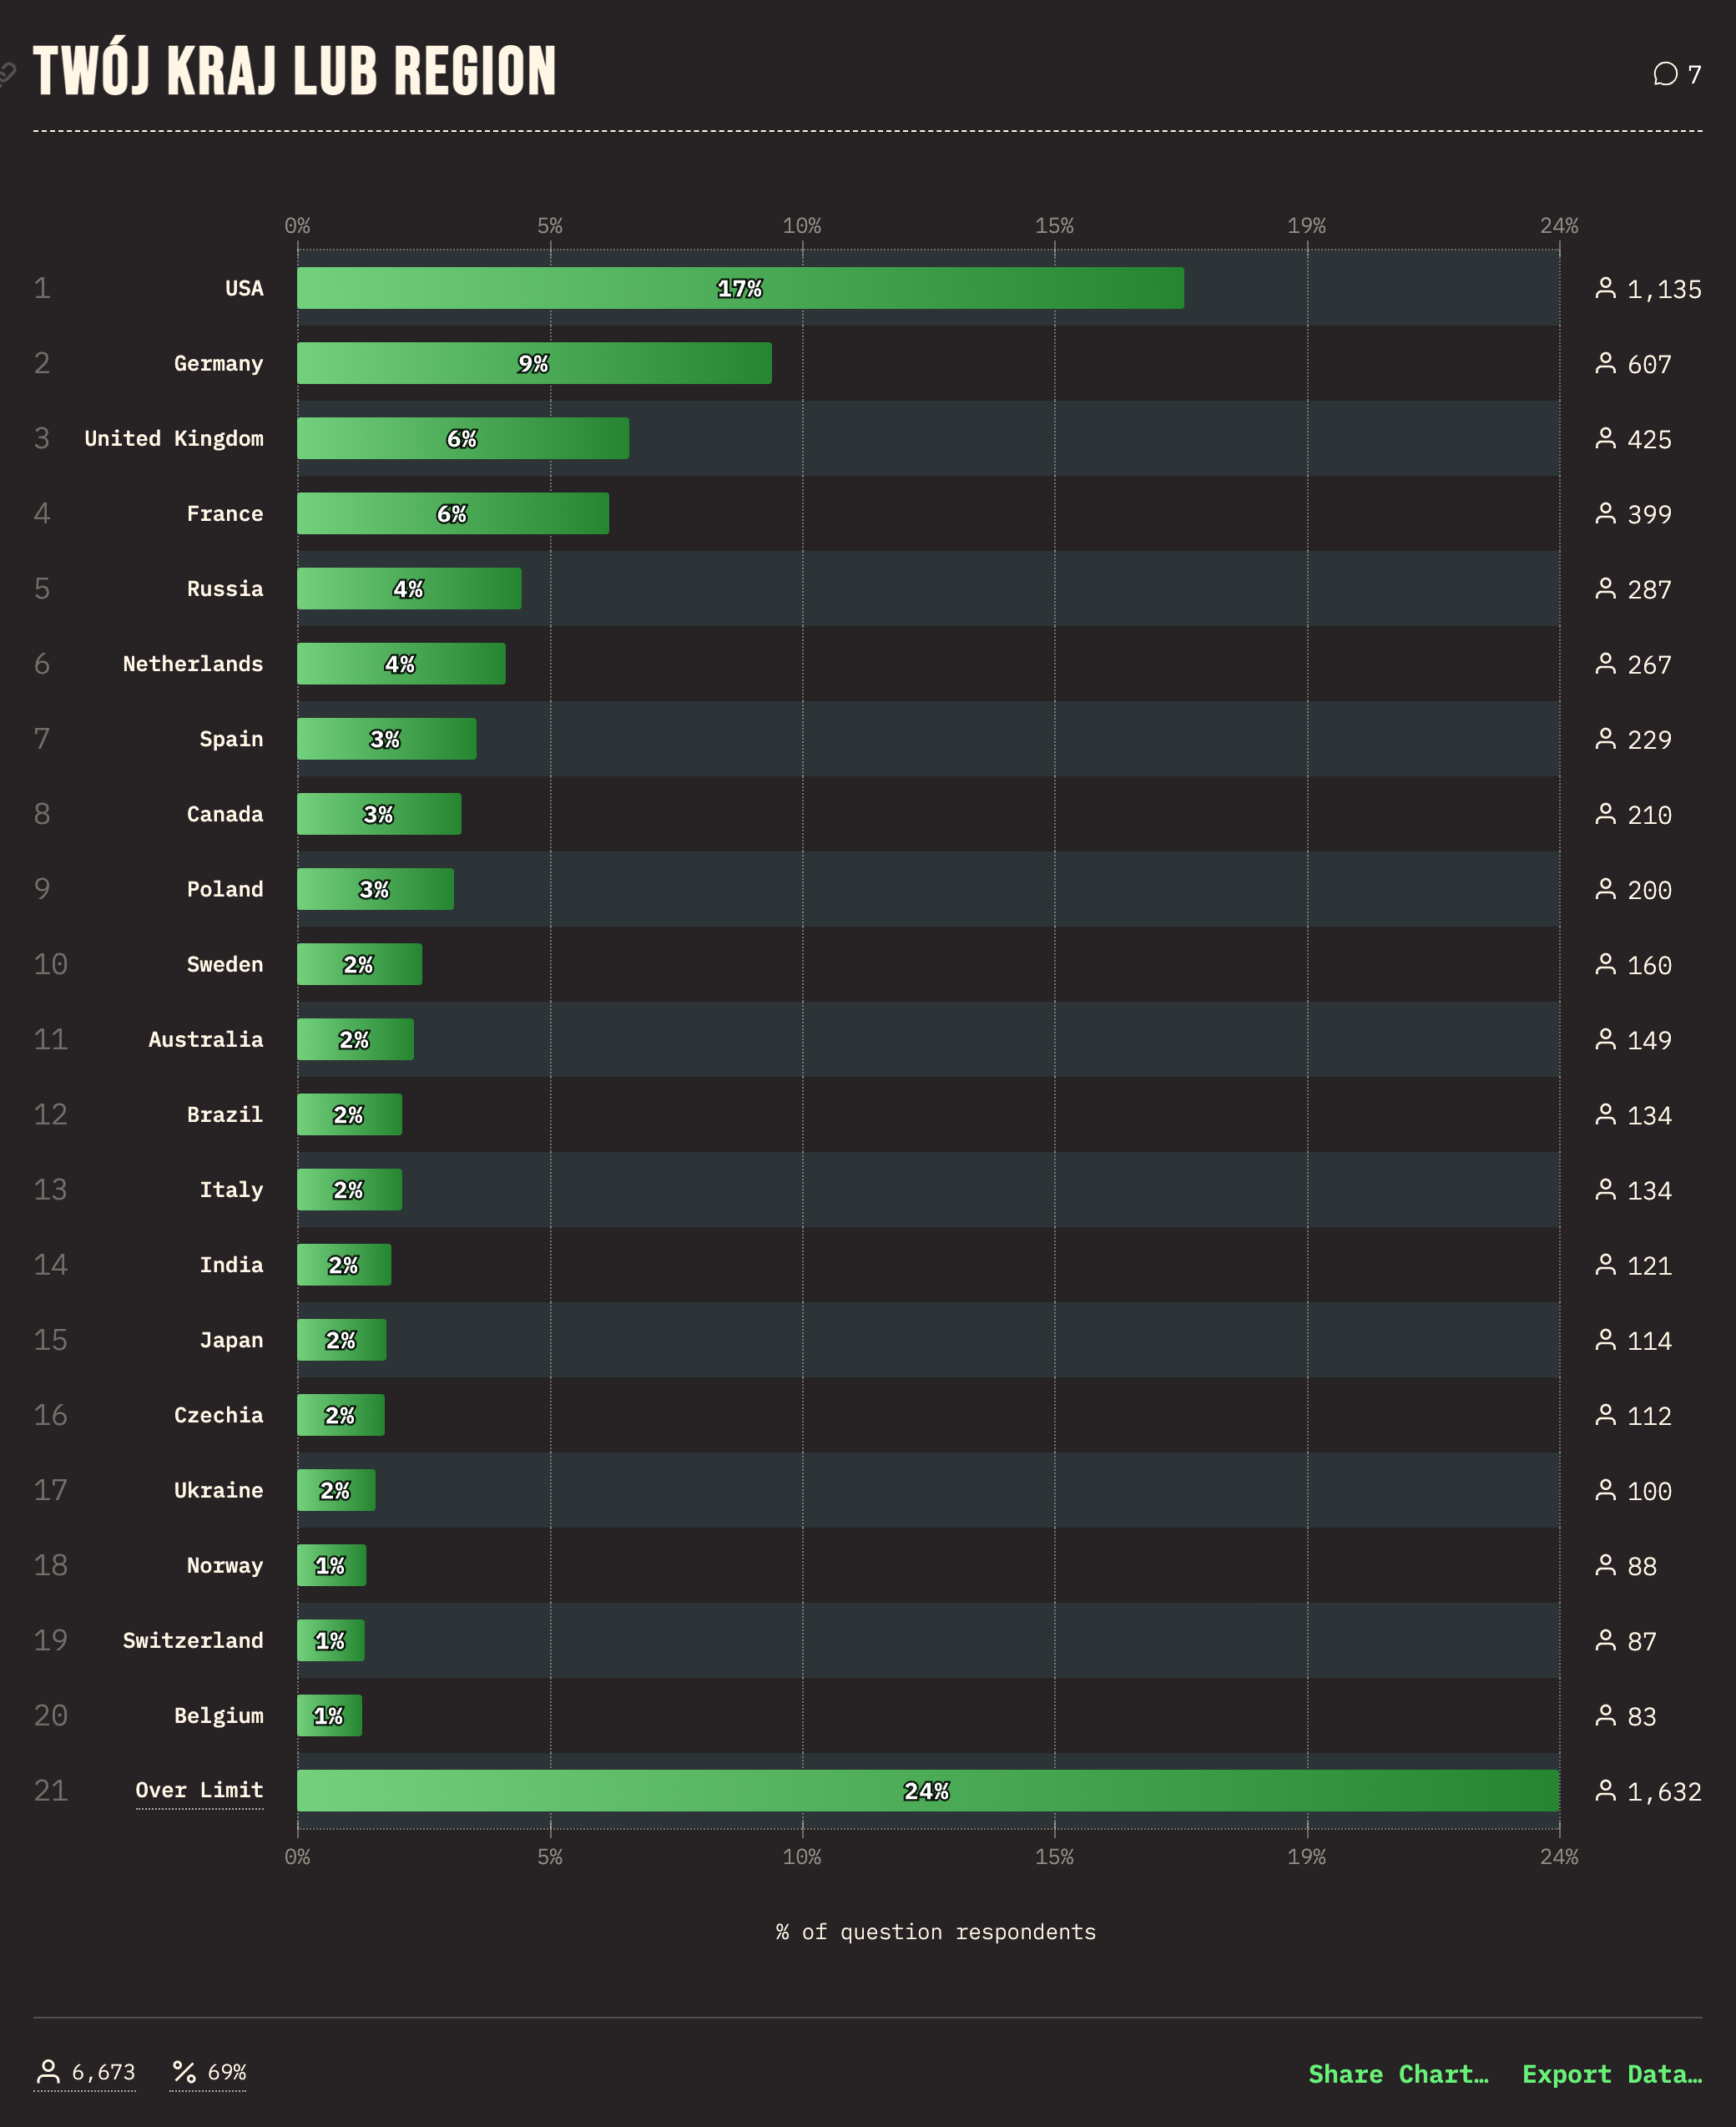 TWÓJ KRAJ LUB REGION
7
0% 5% 10% 15% 19% 24%
1 USA 17% 1,135
2 Germany 9% 607
3 United Kingdom 6% 425
4 France 6% 399
5 Russia 4% 287
6 Netherlands 4% 267
7 Spain 3% 229
8 Canada 3% 210
9 Poland 3% 200
10 Sweden 2% 160
11 Australia 2% 149
12 Brazil 2% 134
13 Italy 2% 134
14 India 2% 121
15 Japan 2% 114
16 Czechia 2% 112
17 Ukraine 2% 100
18 Norway 1% 88
19 Switzerland 1% 87
20 Belgium 1% 83
21 Over Limit 24% 1,632
0% 5% 10% 15% 19% 24%
% of question respondents
6,673 % 69% Share Chart… Export Data…